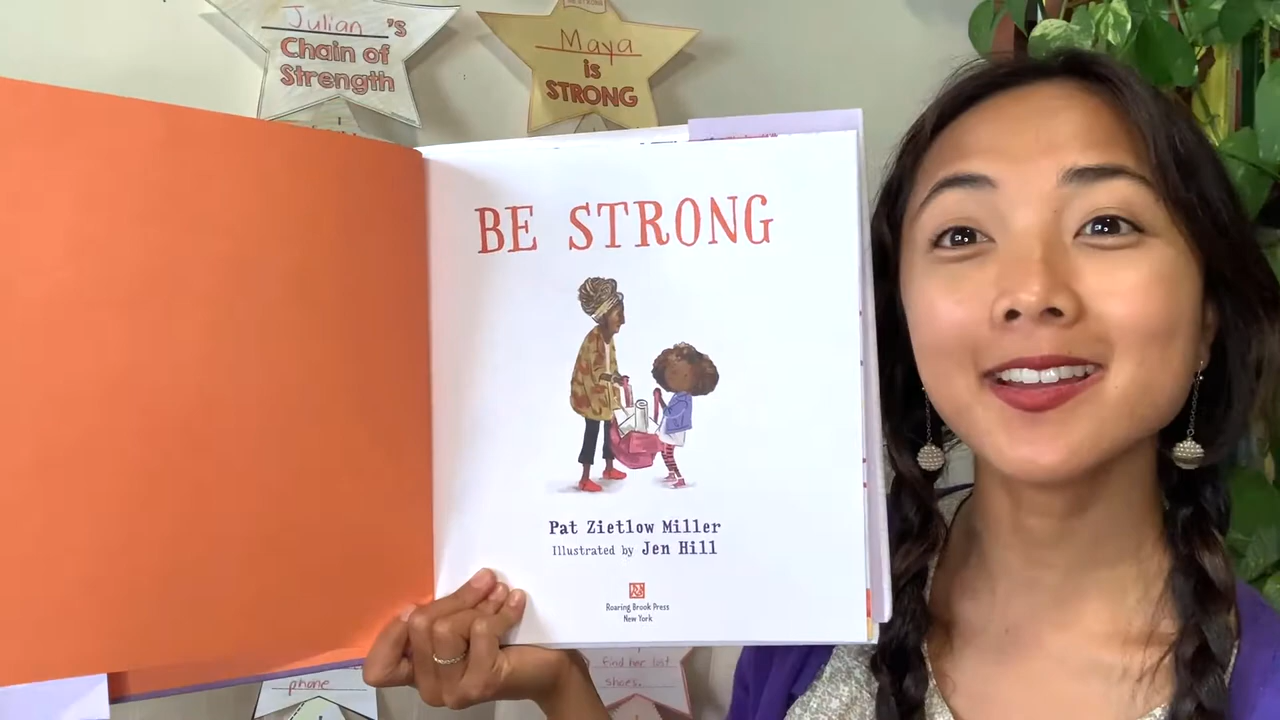 Julian 's
Chain of
Strength
Maya
is
STRONG
BE STRONG
Pat Zietlow Miller
Illustrated by Jen Hill
Roaring Brook Press
New York
phone
Find her lost
shoes.